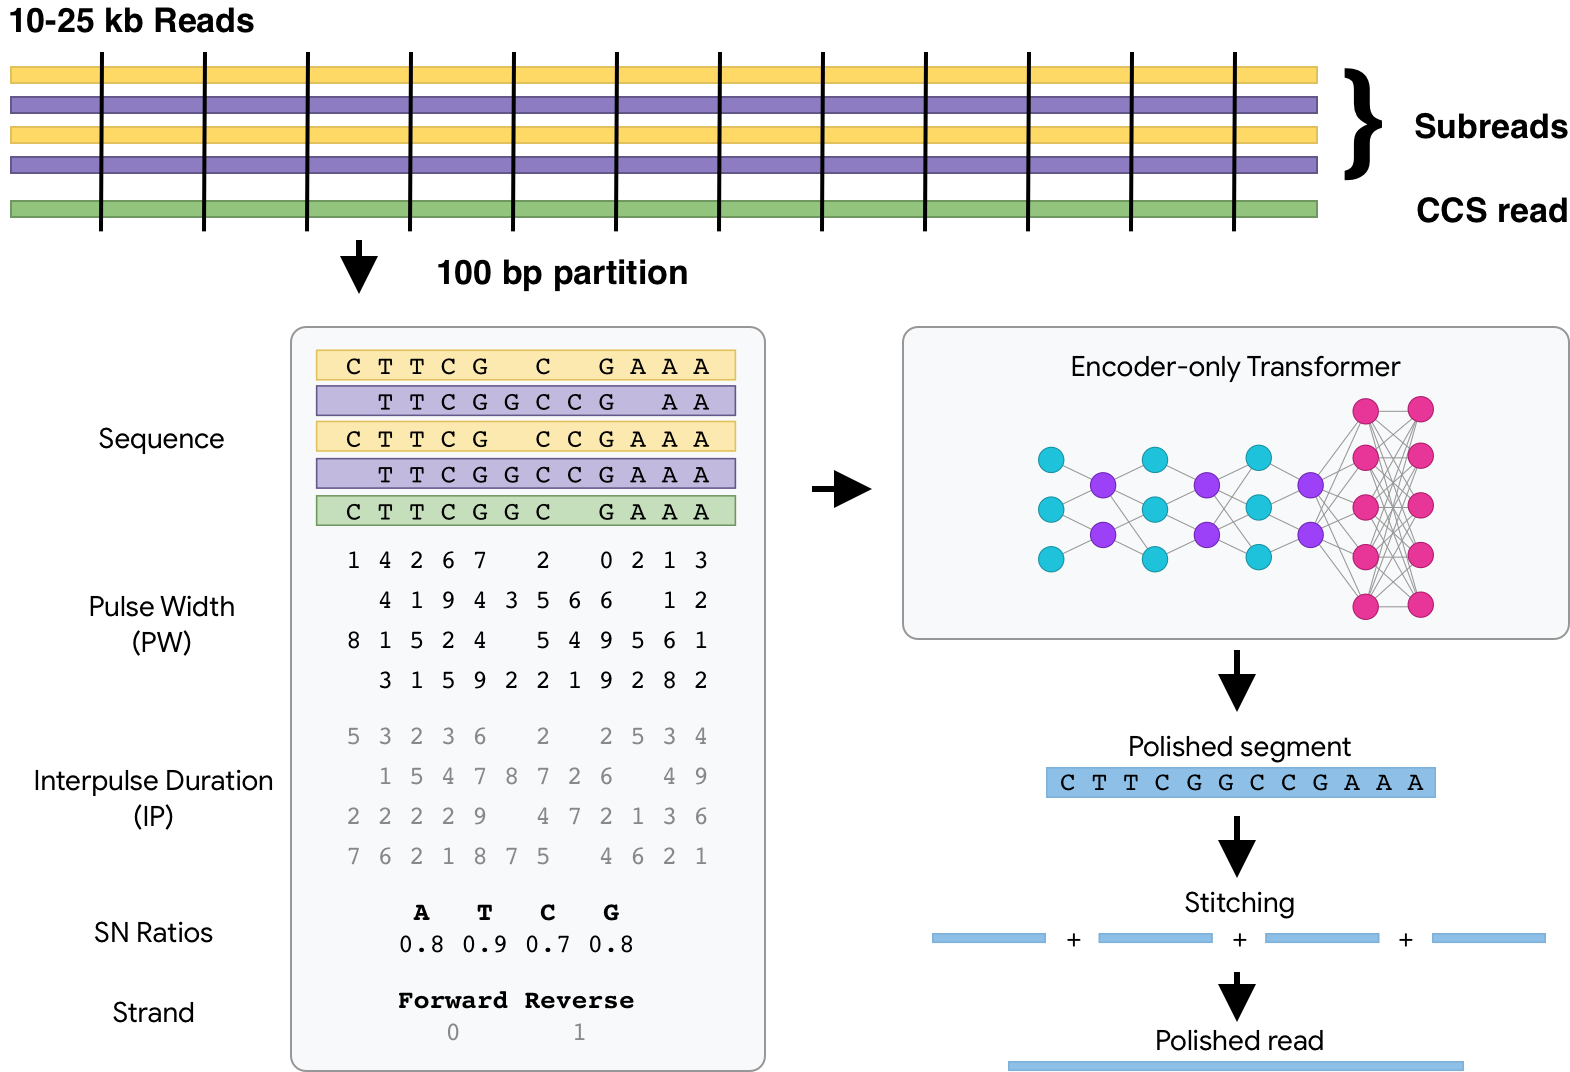 10-25 kb Reads
Subreads
CCS read
100 bp partition
Sequence
C T T C G C G A A A
T T C G G C C G A A
C T T C G C C G A A A
T T C G G C C G A A A
C T T C G G C G A A A
Pulse Width
(PW)
1 4 2 6 7 2 0 2 1 3
4 1 9 4 3 5 6 6 1 2
8 1 5 2 4 5 4 9 5 6 1
3 1 5 9 2 2 1 9 2 8 2
Interpulse Duration
(IP)
5 3 2 3 6 2 2 5 3 4
1 5 4 7 8 7 2 6 4 9
2 2 2 2 9 4 7 2 1 3 6
7 6 2 1 8 7 5 4 6 2 1
SN Ratios
A T C G
0.8 0.9 0.7 0.8
Strand
Forward Reverse
0 1
Encoder-only Transformer
Polished segment
C T T C G G C C G A A A
Stitching
+ + +
Polished read